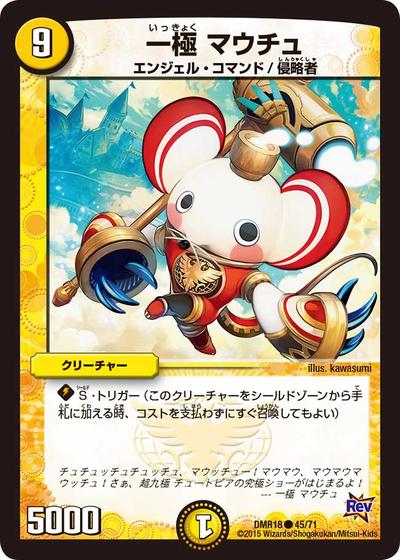 9
いっきょく
一極 マウチュ
しんりゃくしゃ
エンジェル・コマンド / 侵略者
illus. kawasumi
クリーチャー
S・トリガー (このクリーチャーをシールドゾーンから手
札に加える時、コストを支払わずにすぐ召喚してもよい)
チュチュッチュチュッチュ、マウッチュー!マウマウ、マウマウマ
ウッチュ!さぁ、超九極 チュートピアの究極ショーがはじまるよ!
--- 一極 マウチュ
5000
1
DMR18 ● 45/71
©2015 Wizards/Shogakukan/Mitsui-Kids
Rev